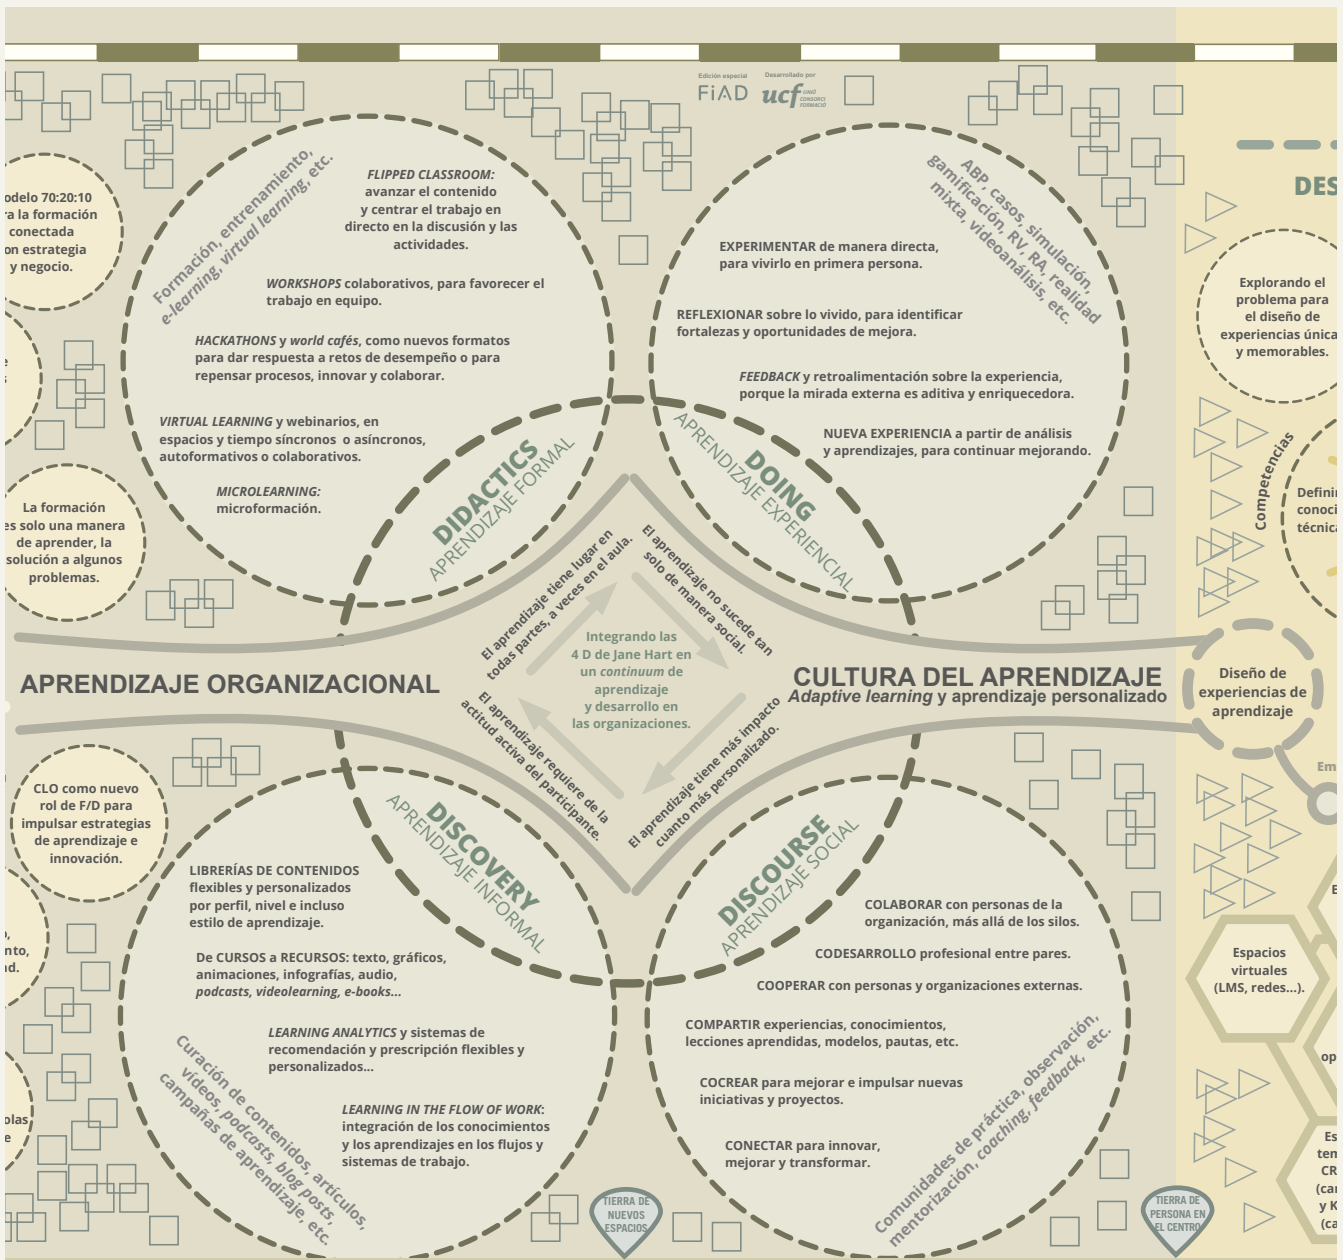 Edición especial
FiAD
Desarrollado por
ucf
UNIÓ
CONSORCI
FORMACIÓ
70:20:10
la formación
conectada
estrategia
y negocio.
La formación
es solo una manera
de aprender, la
solución a algunos
problemas.
Formación, entrenamiento,
e-learning, virtual learning, etc.
FLIPPED CLASSROOM:
avanzar el contenido
y centrar el trabajo en
directo en la discusión y las
actividades.
WORKSHOPS colaborativos, para favorecer el
trabajo en equipo.
HACKATHONS y world cafés, como nuevos formatos
para dar respuesta a retos de desempeño o para
repensar procesos, innovar y colaborar.
VIRTUAL LEARNING y webinarios, en
espacios y tiempo síncronos o asíncronos,
autoformativos o colaborativos.
MICROLEARNING:
microformación.
DIDACTICS
APRENDIZAJE FORMAL
ABP, casos, simulación,
gamificación, RV, RA, realidad
mixta, videoanálisis, etc.
EXPERIMENTAR de manera directa,
para vivirlo en primera persona.
REFLEXIONAR sobre lo vivido, para identificar
fortalezas y oportunidades de mejora.
FEEDBACK y retroalimentación sobre la experiencia,
porque la mirada externa es aditiva y enriquecedora.
NUEVA EXPERIENCIA a partir de análisis
y aprendizajes, para continuar mejorando.
DOING
APRENDIZAJE EXPERIENCIAL
DES
Explorando el
problema para
el diseño de
experiencias única
y memorables.
Competencias
Defini
conoci
técnica
El aprendizaje tiene lugar en
todas partes, a veces en el aula.
El aprendizaje no sucede tan
solo de manera social.
Integrando las
4 D de Jane Hart en
un continuum de
aprendizaje
y desarrollo en
las organizaciones.
El aprendizaje requiere de la
actitud activa del participante.
El aprendizaje tiene más impacto
cuanto más personalizado.
APRENDIZAJE ORGANIZACIONAL
CULTURA DEL APRENDIZAJE
Adaptive learning y aprendizaje personalizado
Diseño de
experiencias de
aprendizaje
Em
CLO como nuevo
rol de F/D para
impulsar estrategias
de aprendizaje e
innovación.
DISCOVERY
APRENDIZAJE INFORMAL
LIBRERÍAS DE CONTENIDOS
flexibles y personalizados
por perfil, nivel e incluso
estilo de aprendizaje.
De CURSOS a RECURSOS: texto, gráficos,
animaciones, infografías, audio,
podcasts, videolearning, e-books...
LEARNING ANALYTICS y sistemas de
recomendación y prescripción flexibles y
personalizados...
LEARNING IN THE FLOW OF WORK:
integración de los conocimientos
y los aprendizajes en los flujos y
sistemas de trabajo.
Curación de contenidos, artículos,
vídeos, podcasts, blog posts,
campañas de aprendizaje, etc.
DISCOURSE
APRENDIZAJE SOCIAL
COLABORAR con personas de la
organización, más allá de los silos.
CODESARROLLO profesional entre pares.
COOPERAR con personas y organizaciones externas.
COMPARTIR experiencias, conocimientos,
lecciones aprendidas, modelos, pautas, etc.
COCREAR para mejorar e impulsar nuevas
iniciativas y proyectos.
CONECTAR para innovar,
mejorar y transformar.
Comunidades de práctica, observación,
mentorización, coaching, feedback, etc.
Espacios
virtuales
(LMS, redes...).
op
Es
ten
CR
(ca
y K
(ca
TIERRA DE
NUEVOS
ESPACIOS
TIERRA DE
PERSONA EN
EL CENTRO